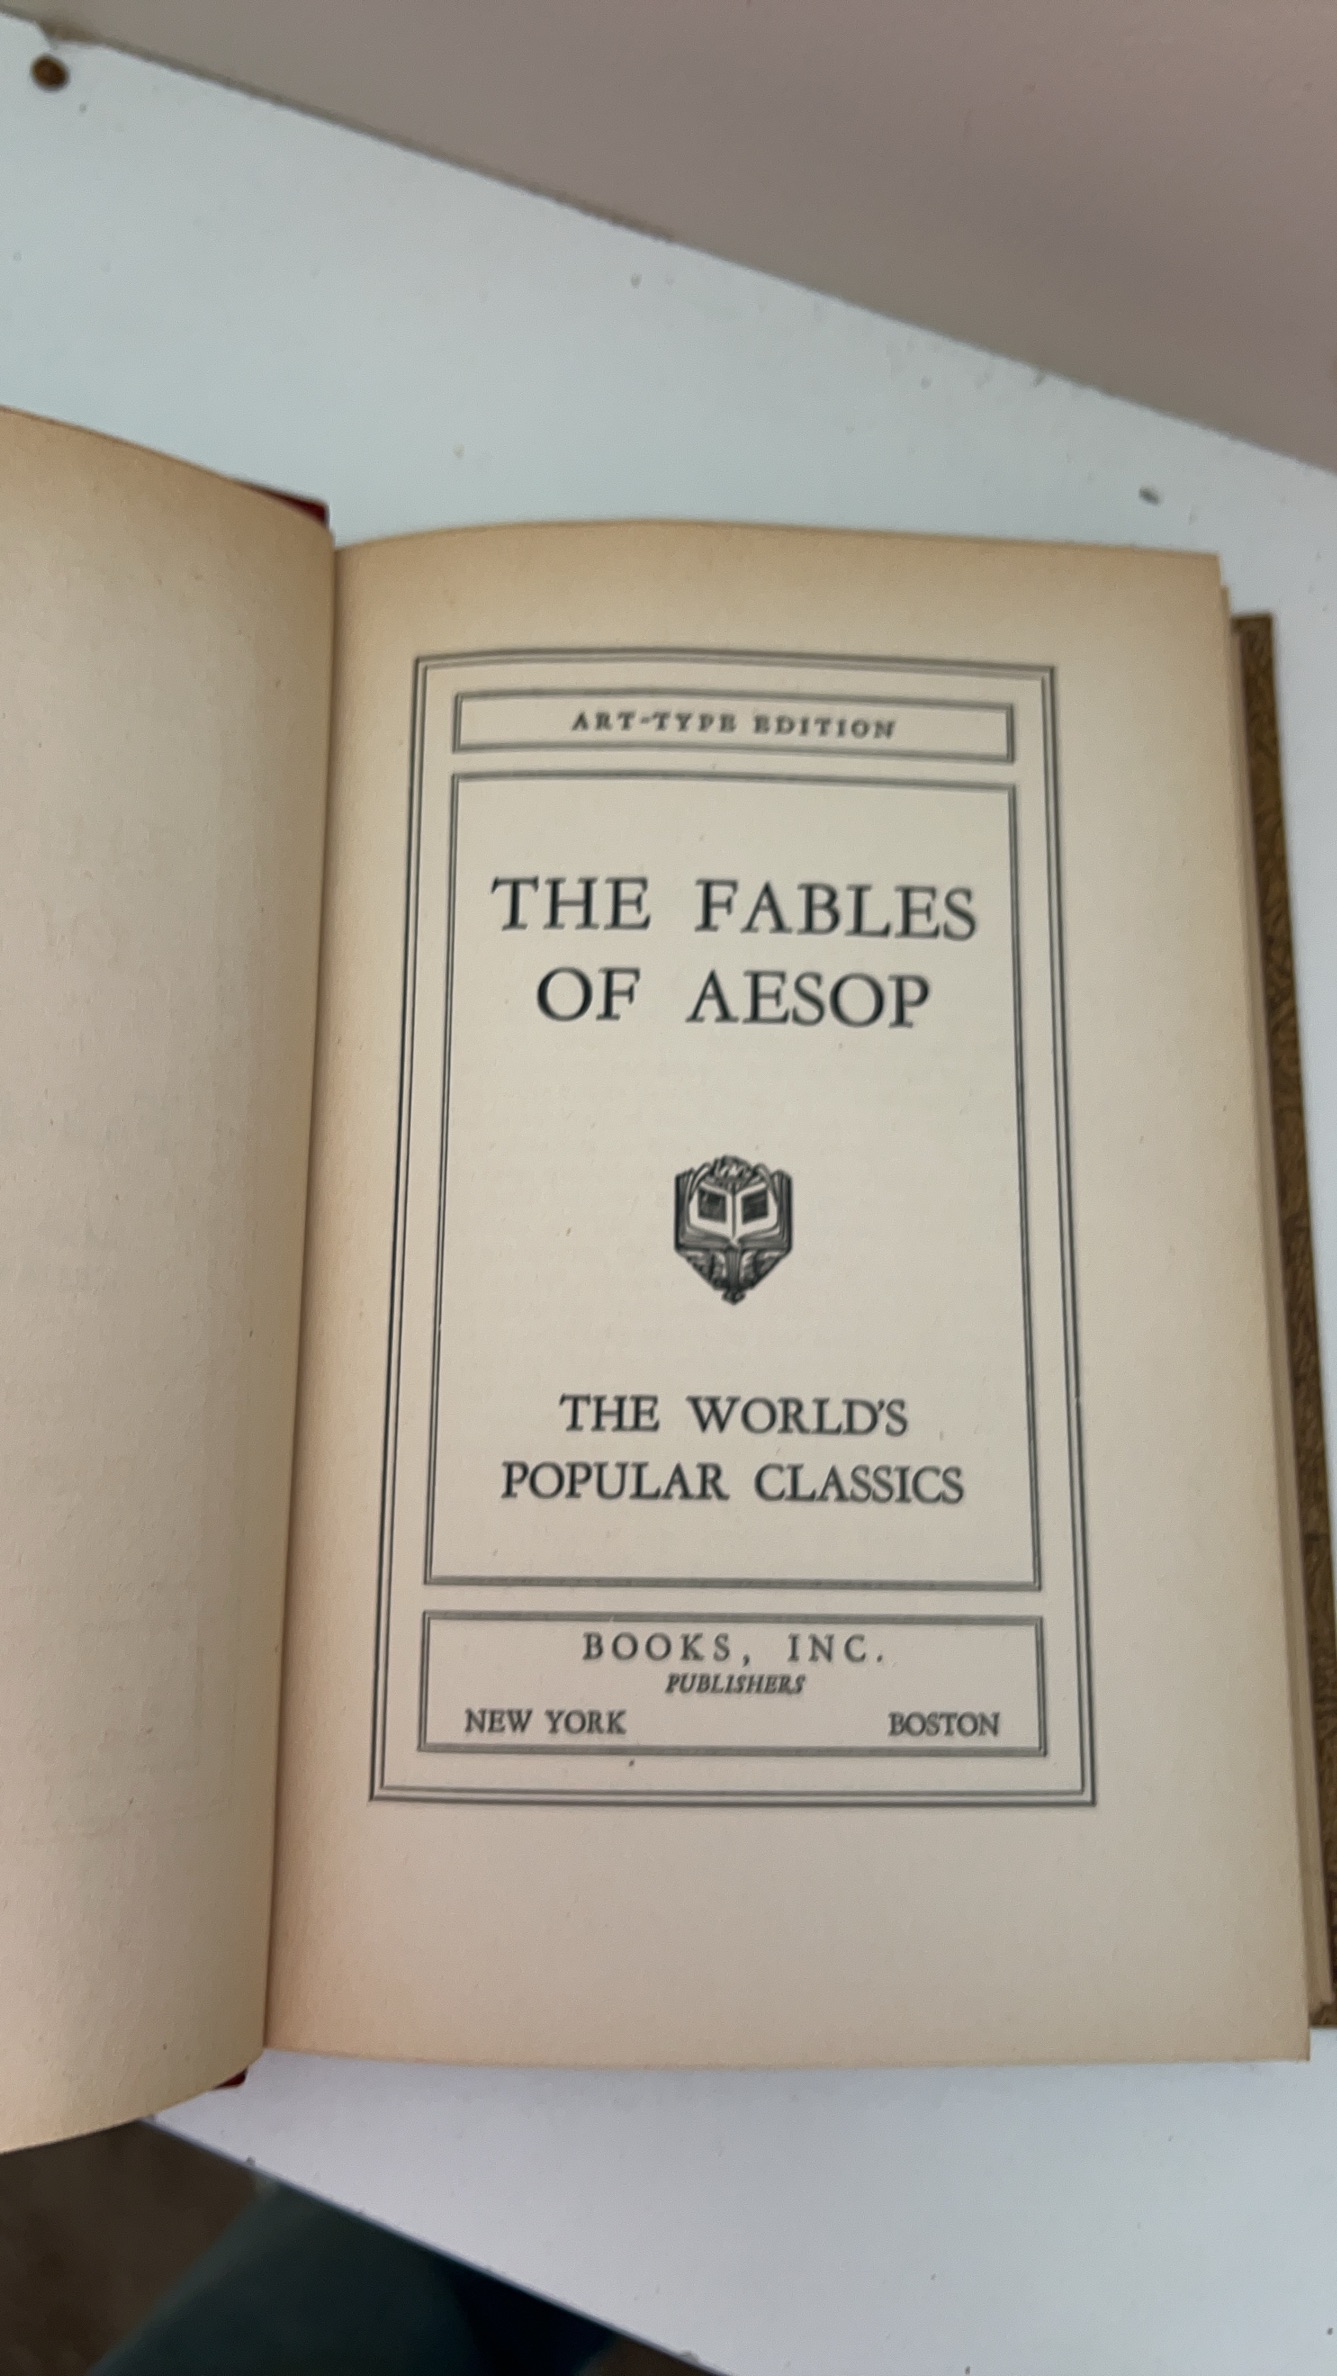 ART-TYPE EDITION
THE FABLES
OF AESOP
THE WORLD'S
POPULAR CLASSICS
BOOKS, INC.
PUBLISHERS
NEW YORK BOSTON